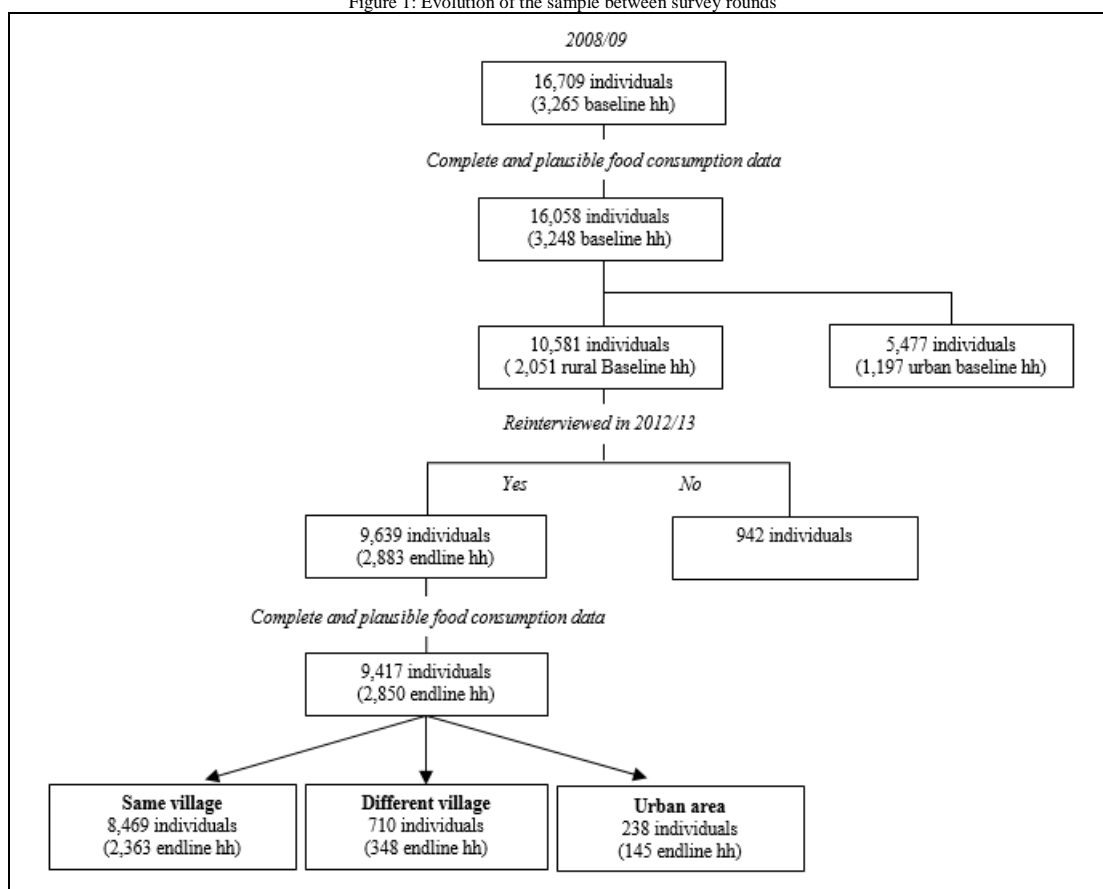 Figure 1: Evolution of the sample between survey rounds
2008/09
16,709 individuals
(3,265 baseline hh)
Complete and plausible food consumption data
16,058 individuals
(3,248 baseline hh)
10,581 individuals
( 2,051 rural Baseline hh)
5,477 individuals
(1,197 urban baseline hh)
Reinterviewed in 2012/13
Yes
No
9,639 individuals
(2,883 endline hh)
942 individuals
Complete and plausible food consumption data
9,417 individuals
(2,850 endline hh)
Same village
8,469 individuals
(2,363 endline hh)
Different village
710 individuals
(348 endline hh)
Urban area
238 individuals
(145 endline hh)